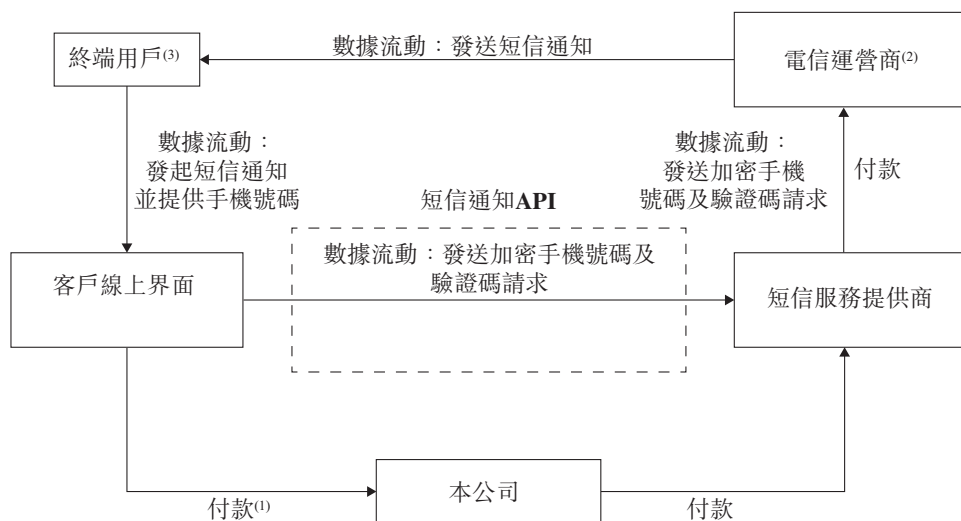 終端用戶(3)
數據流動：發送短信通知
電信運營商(2)
數據流動：
發起短信通知
並提供手機號碼
數據流動：
發送加密手機
號碼及驗證碼請求
付款
短信通知API
數據流動：發送加密手機號碼及
驗證碼請求
客戶線上界面
短信服務提供商
付款(1)
本公司
付款